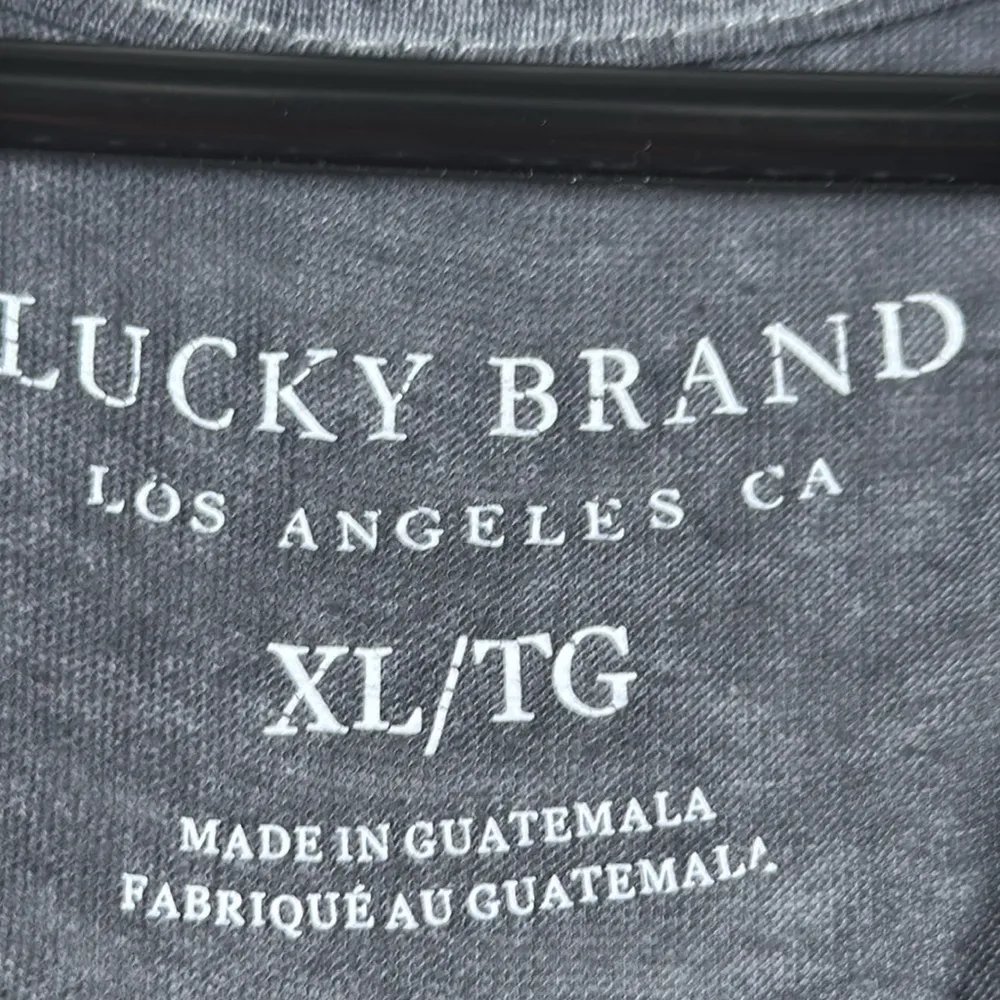 LUCKY BRAND
LOS ANGELES CA
XL/TG
MADE IN GUATEMALA
FABRIQUÉ AU GUATEMALA